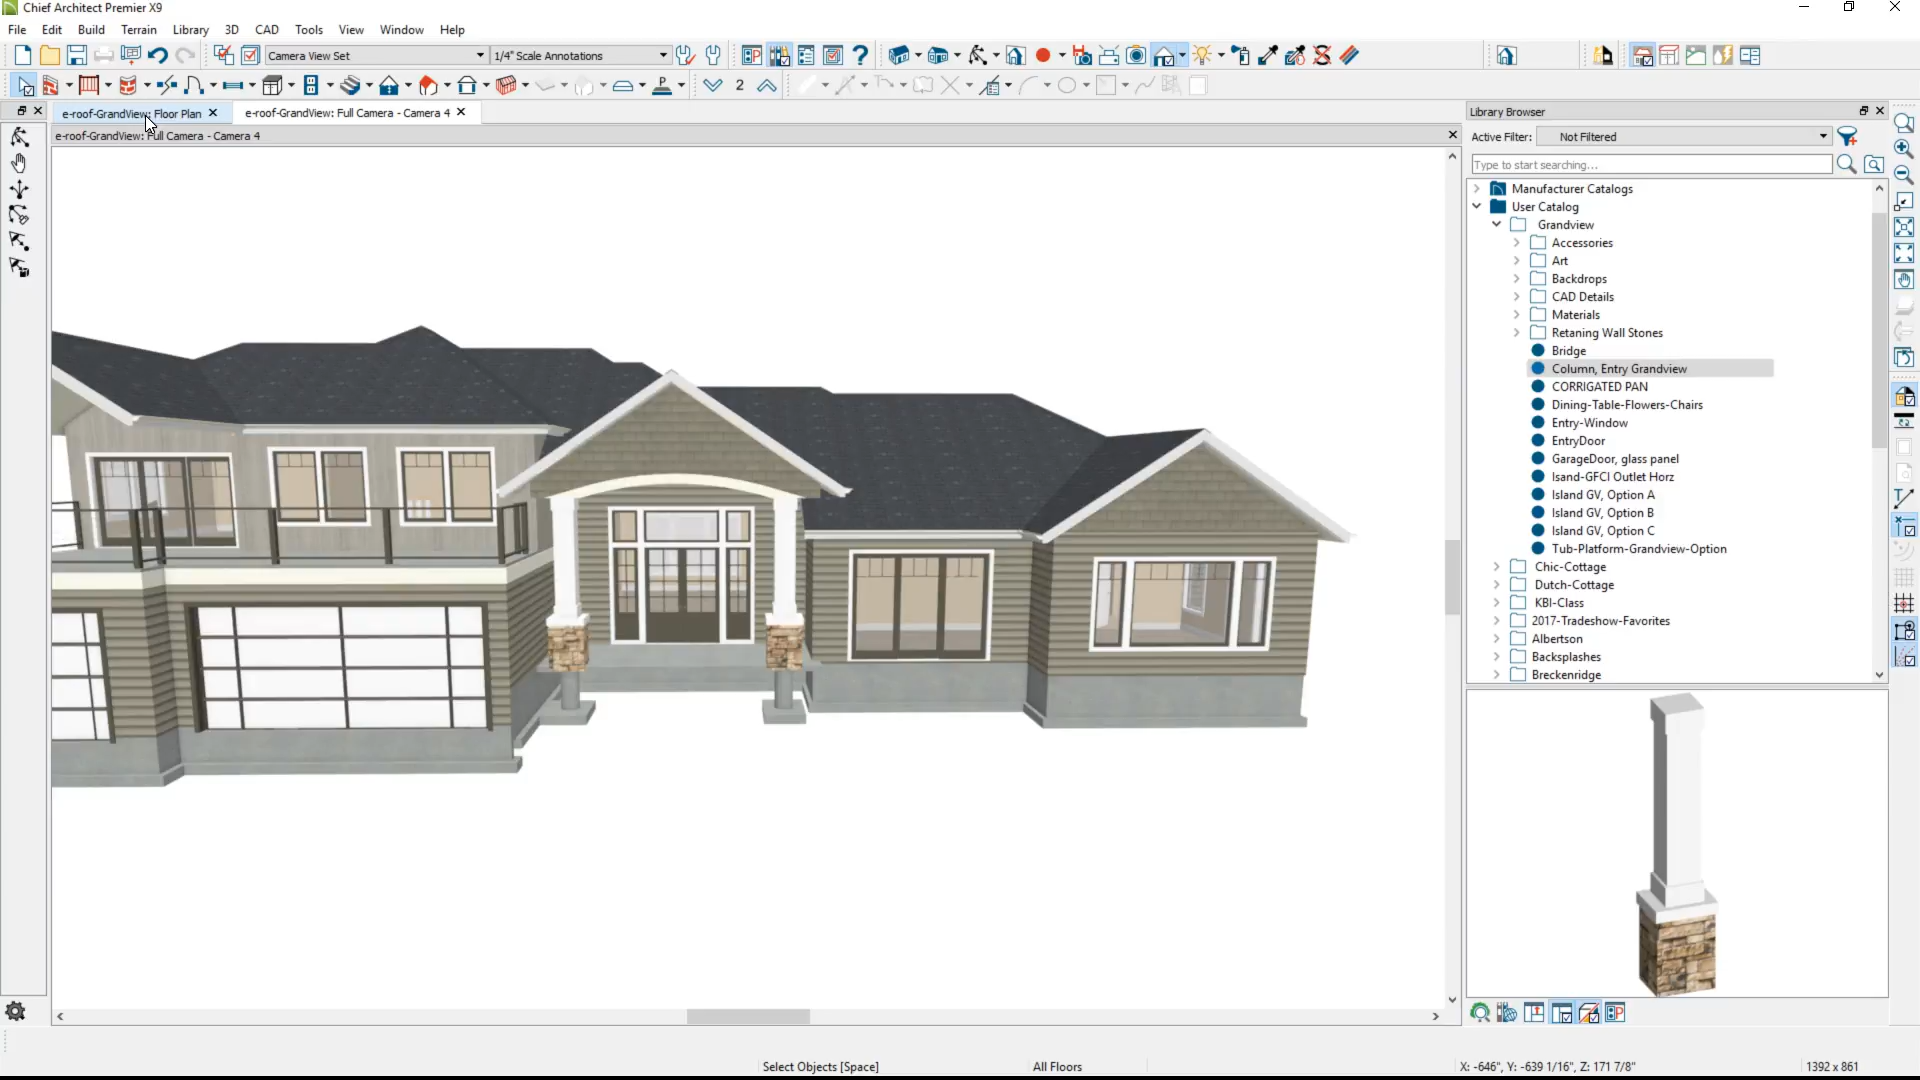 Chief Architect Premier X9
File Edit Build Terrain Library 3D CAD Tools View Window Help
Camera View Set 1/4" Scale Annotations
2
e-roof-GrandView: Floor Plan e-roof-GrandView: Full Camera - Camera 4
e-roof-GrandView: Full Camera - Camera 4
Library Browser
Active Filter: Not Filtered
Type to start searching...
Manufacturer Catalogs
User Catalog
Grandview
Accessories
Art
Backdrops
CAD Details
Materials
Retaning Wall Stones
Bridge
Column, Entry Grandview
CORRIGATED PAN
Dining-Table-Flowers-Chairs
Entry-Window
EntryDoor
GarageDoor, glass panel
Isand-GFCI Outlet Horz
Island GV, Option A
Island GV, Option B
Island GV, Option C
Tub-Platform-Grandview-Option
Chic-Cottage
Dutch-Cottage
KBI-Class
2017-Tradeshow-Favorites
Albertson
Backsplashes
Breckenridge
Select Objects [Space] All Floors X: -646", Y: -639 1/16", Z: 171 7/8" 1392 x 861